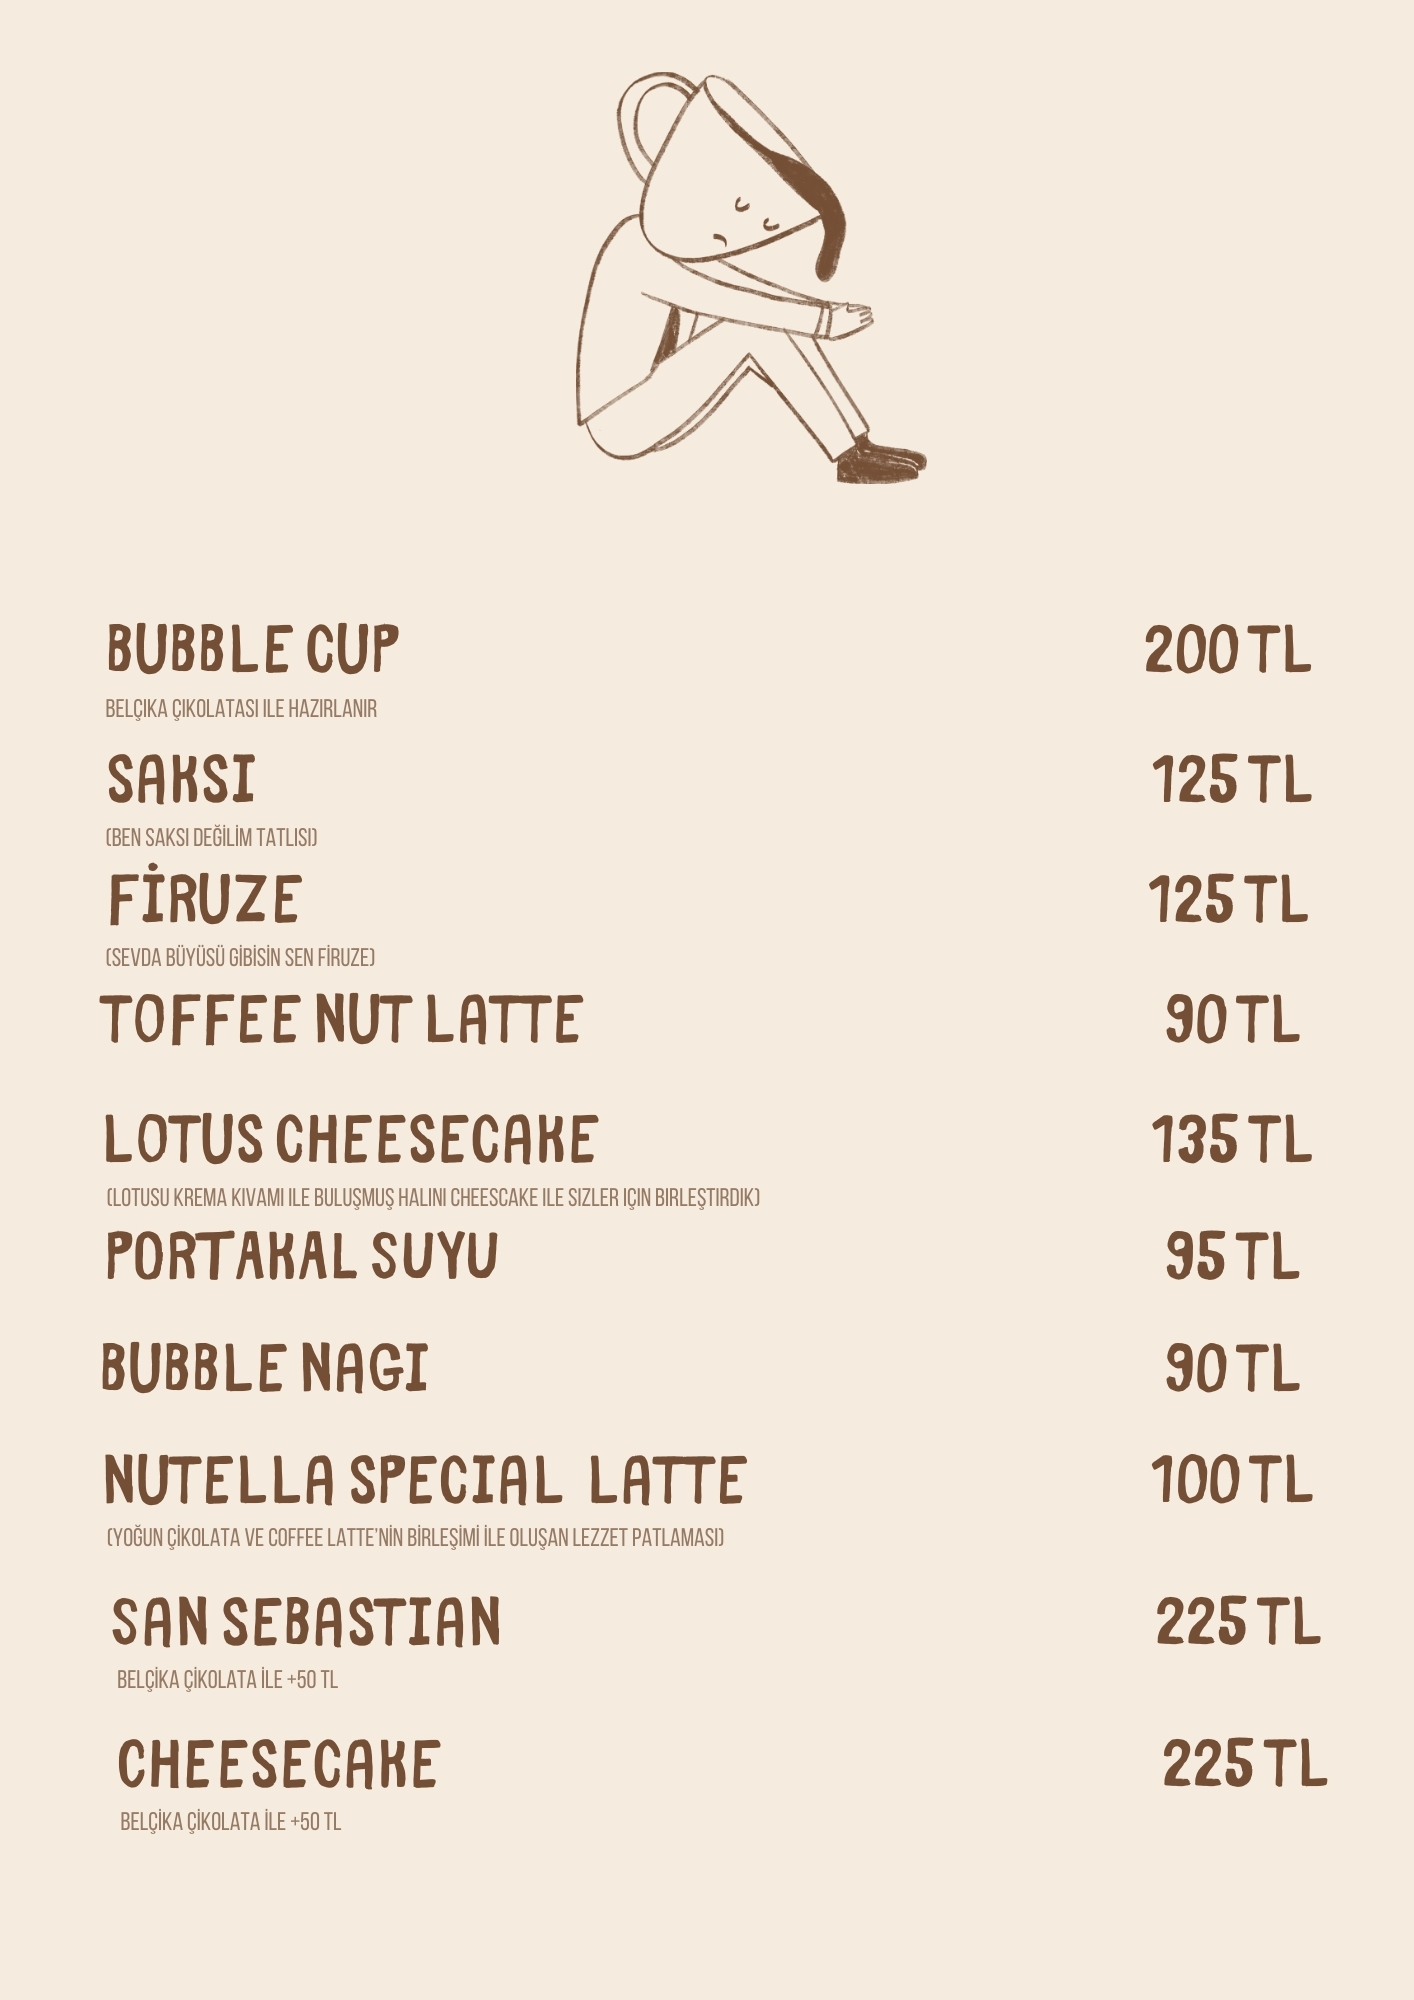 BUBBLE CUP 200 TL
BELÇIKA ÇIKOLATASI ILE HAZIRLANIR
SAKSI 125 TL
(BEN SAKSI DEĞİLİM TATLISI)
FİRUZE 125 TL
(SEVDA BÜYÜSÜ GİBİSİN SEN FİRUZE)
TOFFEE NUT LATTE 90 TL
LOTUS CHEESECAKE 135 TL
(LOTUSU KREMA KIVAMI ILE BULUŞMUŞ HALINI CHEESCAKE ILE SIZLER IÇIN BIRLEŞTIRDIK)
PORTAKAL SUYU 95 TL
BUBBLE NAGI 90 TL
NUTELLA SPECIAL LATTE 100 TL
(YOĞUN ÇİKOLATA VE COFFEE LATTE'NİN BİRLEŞİMİ İLE OLUŞAN LEZZET PATLAMASI)
SAN SEBASTIAN 225 TL
BELÇİKA ÇİKOLATA İLE +50 TL
CHEESECAKE 225 TL
BELÇİKA ÇİKOLATA İLE +50 TL